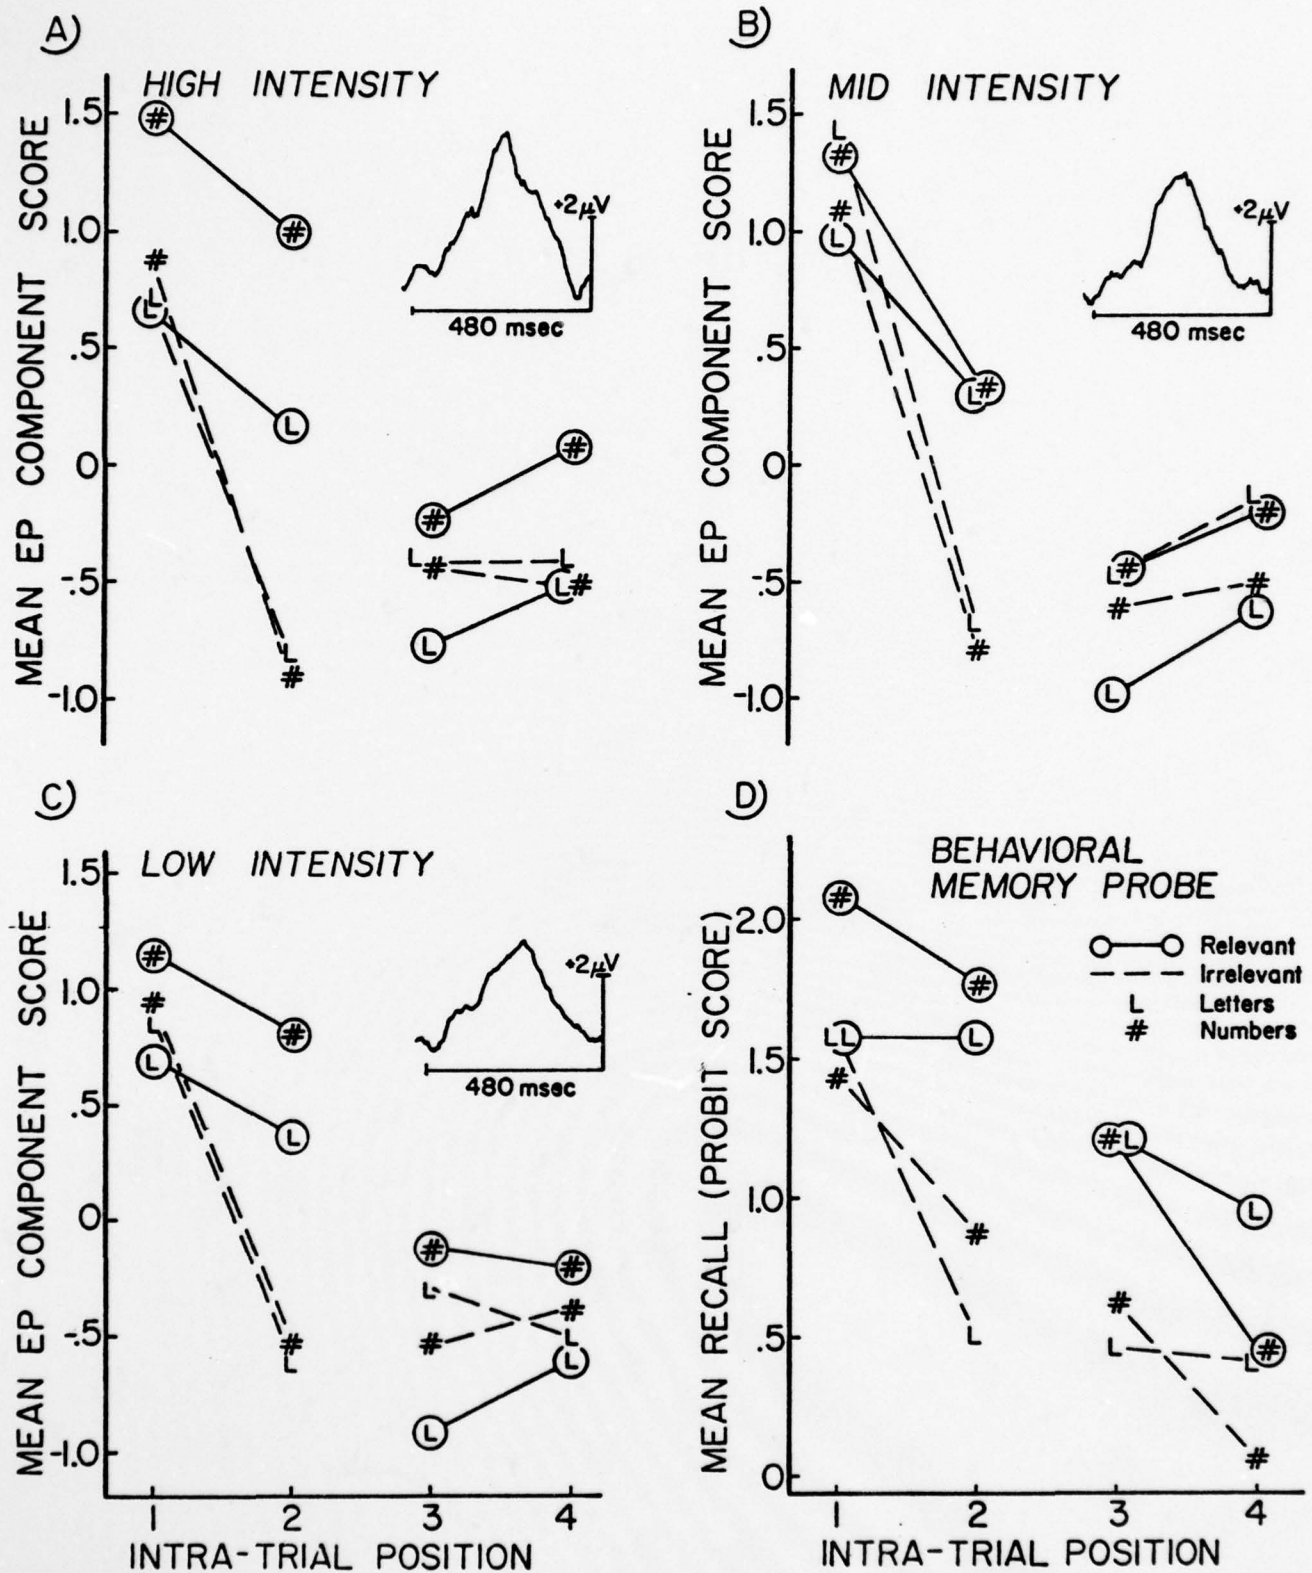 A)
HIGH INTENSITY
MEAN EP COMPONENT SCORE
1.5
1.0
.5
0
-.5
-1.0
#
#
#
L
L
L
L
#
+2μV
480 msec
#
#
L
#
L
L
#
L
B)
MID INTENSITY
MEAN EP COMPONENT SCORE
1.5
1.0
.5
0
-.5
-1.0
L
#
#
L
L #
L
#
+2μV
480 msec
L #
#
L
L
#
#
L
C)
LOW INTENSITY
MEAN EP COMPONENT SCORE
1.5
1.0
.5
0
-.5
-1.0
#
#
L
L
#
L
#
L
+2μV
480 msec
#
L
#
L
#
#
L
L
1 2 3 4
INTRA-TRIAL POSITION
D)
BEHAVIORAL
MEMORY PROBE
Relevant
Irrelevant
L Letters
# Numbers
MEAN RECALL (PROBIT SCORE)
2.0
1.5
1.0
.5
0
#
#
L L
L
#
#
L
# L
L
#
L
L #
#
1 2 3 4
INTRA-TRIAL POSITION